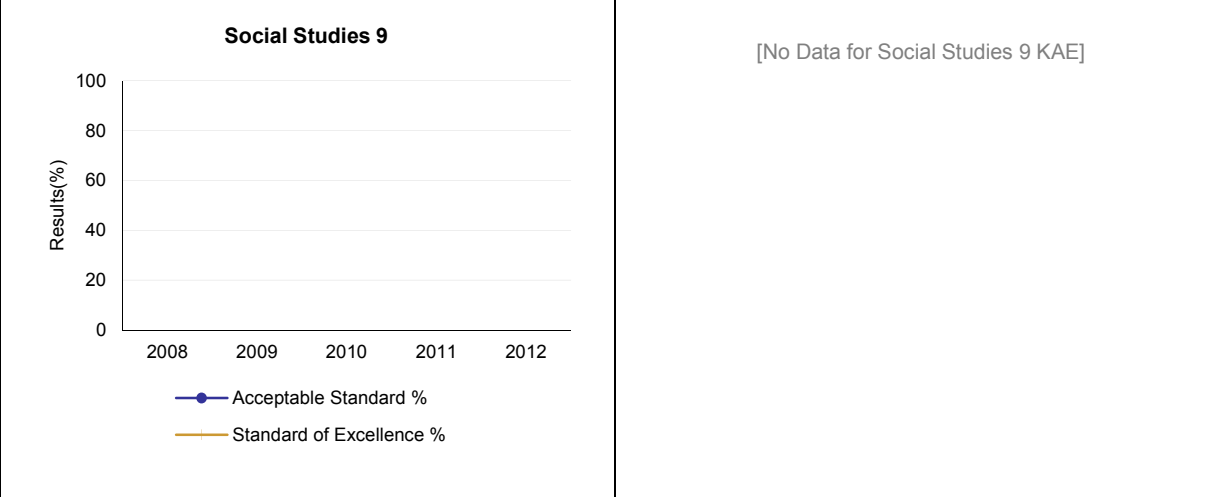 Social Studies 9
Results(%)
100
80
60
40
20
0
2008 2009 2010 2011 2012
Acceptable Standard %
Standard of Excellence %
[No Data for Social Studies 9 KAE]